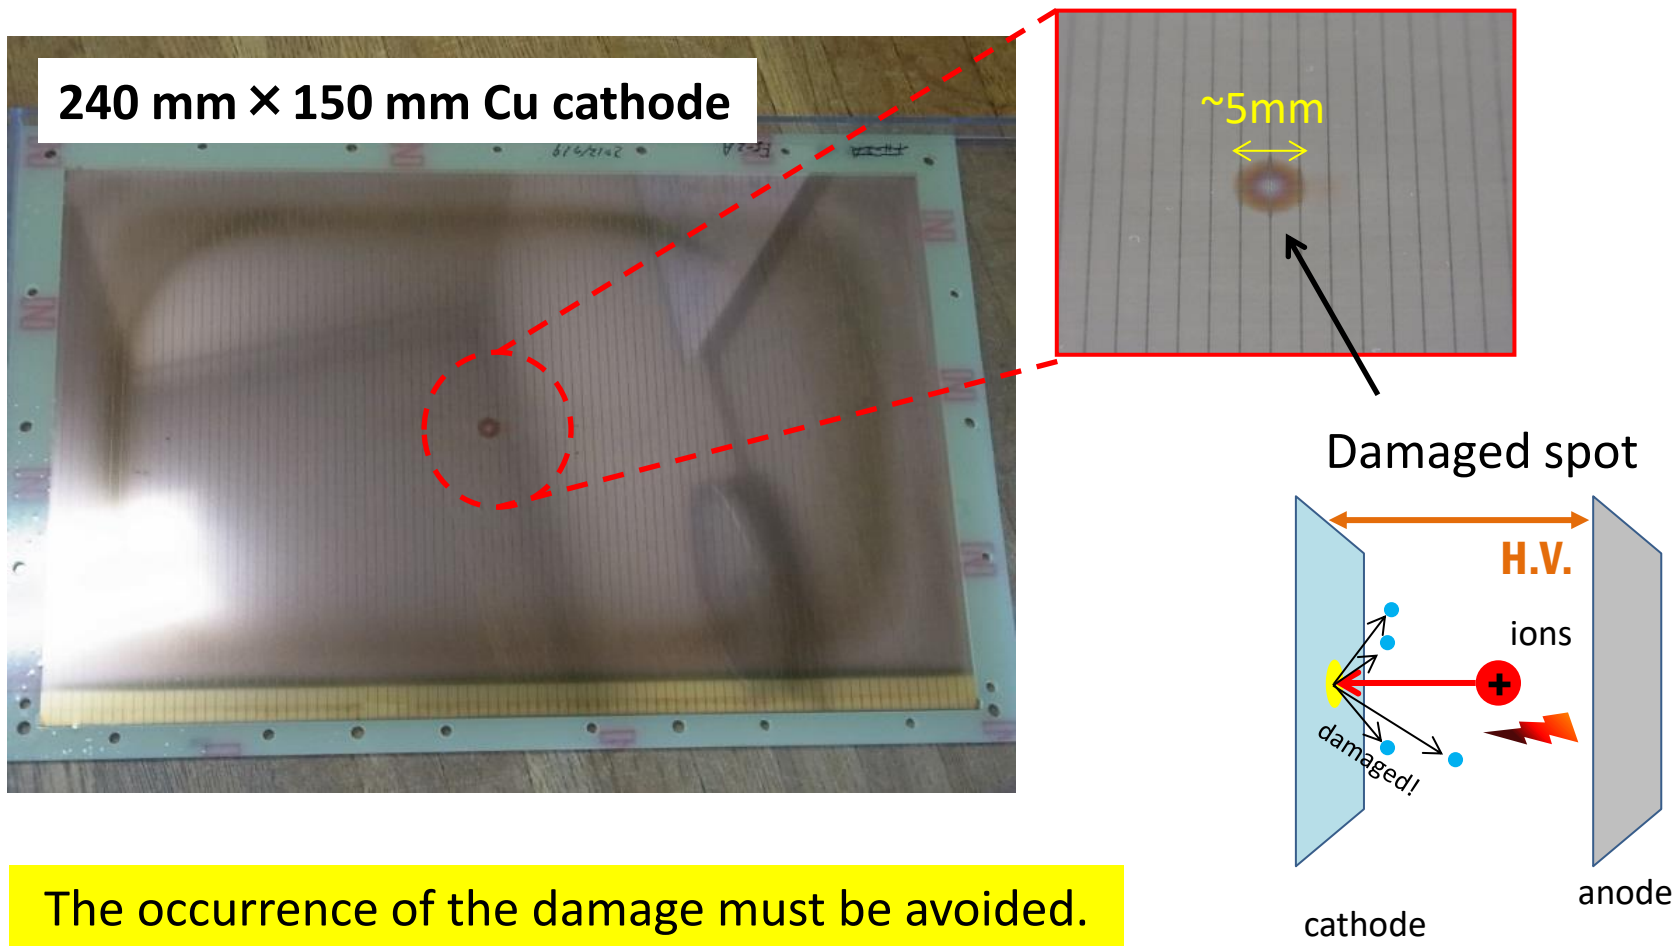 240 mm × 150 mm Cu cathode
~5mm
Damaged spot
H.V.
ions
damaged!
anode
cathode
The occurrence of the damage must be avoided.